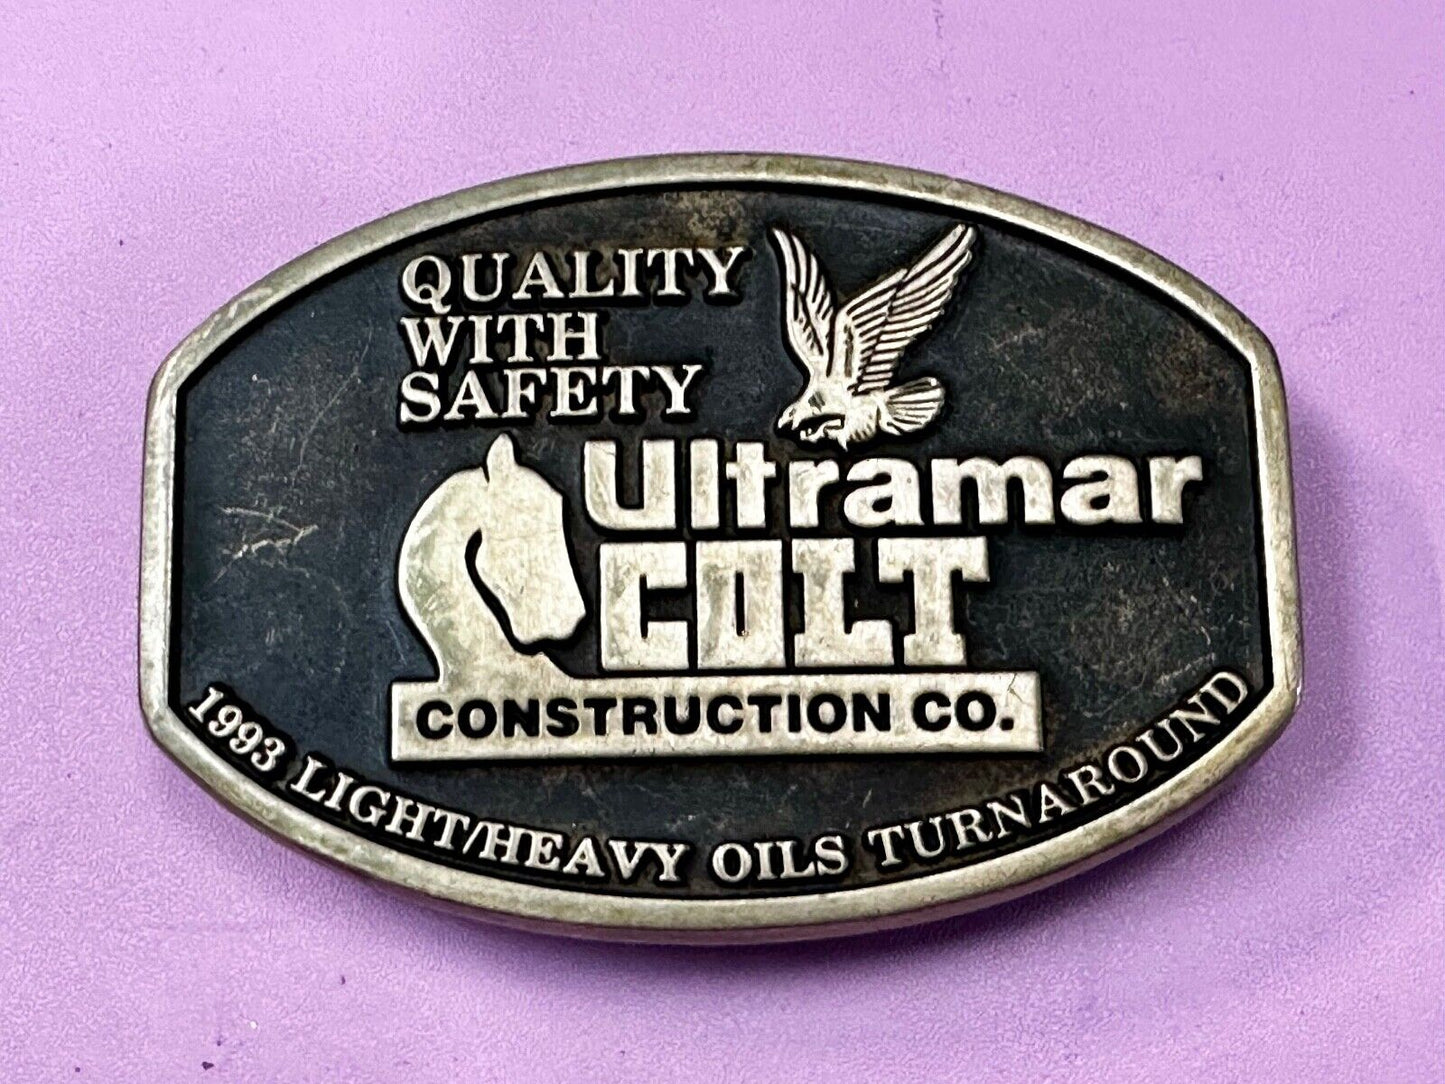 QUALITY
WITH
SAFETY
Ultramar
COLT
CONSTRUCTION CO.
1993 LIGHT/HEAVY OILS TURNAROUND